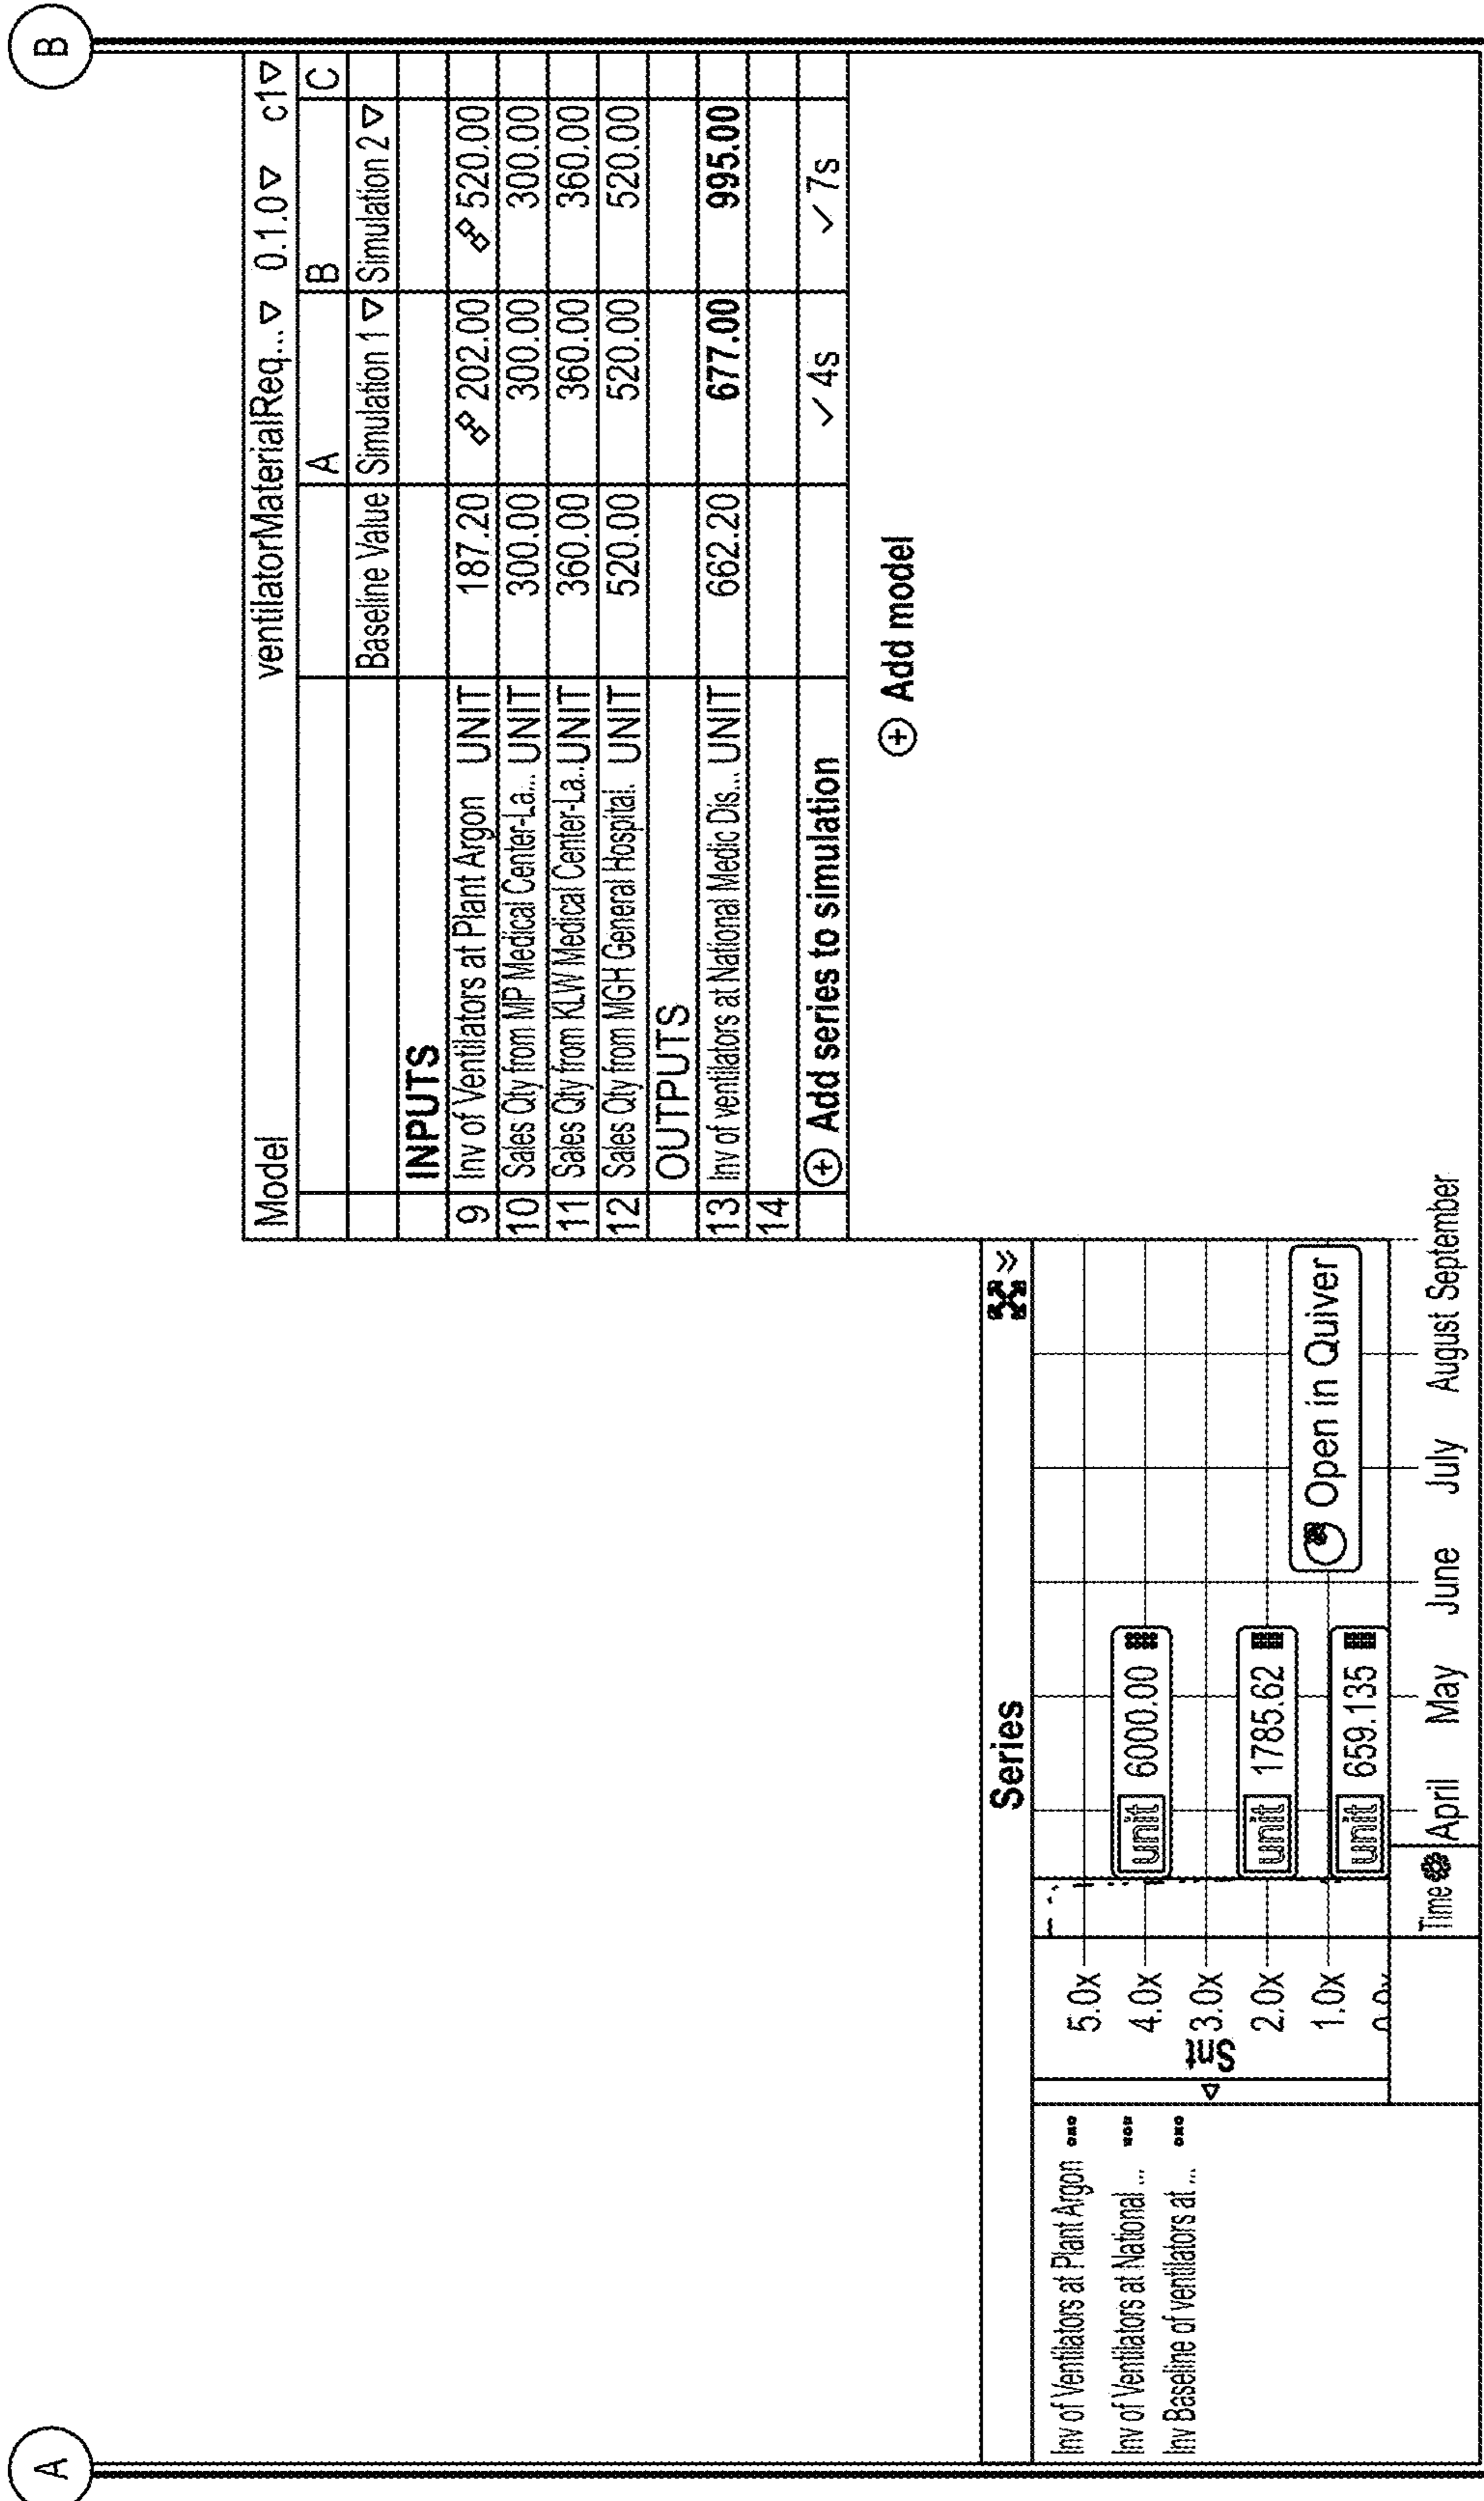 A
B
Model ventilatorMaterialReq...▽ 0.1.0▽ c1▽
A B C
Baseline Value Simulation 1 ▽ Simulation 2 ▽
INPUTS
9 Inv of Ventilators at Plant Argon UNIT 187.20 202.00 520.00
10 Sales Qty from MP Medical Center-La... UNIT 300.00 300.00 300.00
11 Sales Qty from KLW Medical Center-La.. UNIT 360.00 360.00 360.00
12 Sales Qty from MGH General Hospital. UNIT 520.00 520.00 520.00
OUTPUTS
13 Inv of ventilators at National Medic Dis... UNIT 662.20 677.00 995.00
14
⊕ Add series to simulation ✓ 4s ✓ 7s
⊕ Add model
Series
Inv of Ventilators at Plant Argon
Inv of Ventilators at National ...
Inv Baseline of ventilators at ...
Smt
5.0x
4.0x
3.0x
2.0x
1.0x
unit 6000.00
unit 1785.62
unit 659.135
Open in Quiver
Time April May June July August September